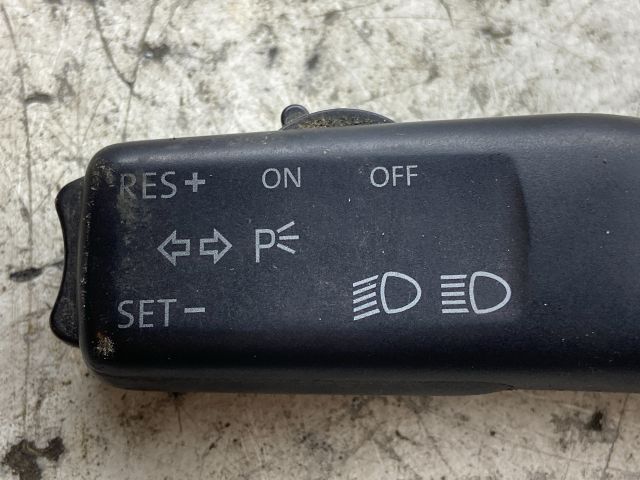 RES+ ON OFF
P
SET-